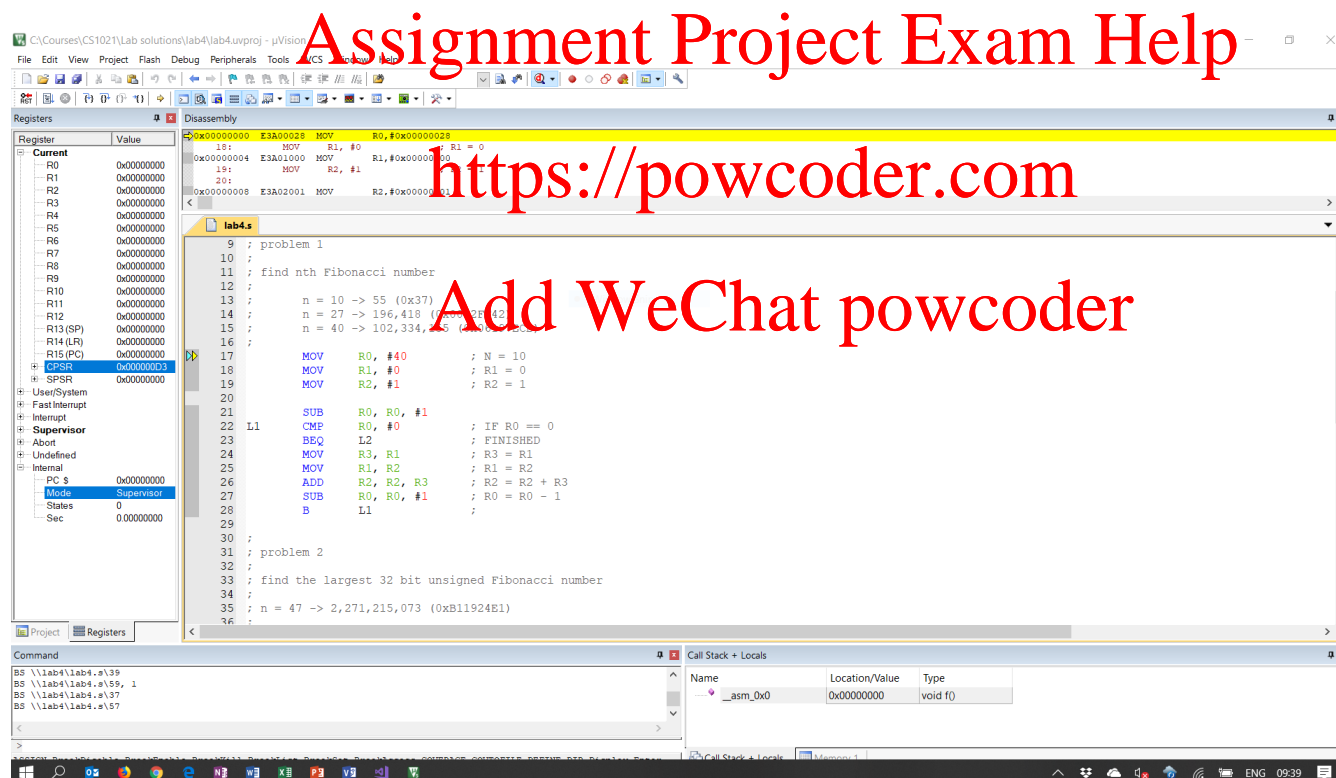 Assignment Project Exam Help
C:\Courses\CS1021\Lab solutions\lab4\lab4.uvproj - µVision
File Edit View Project Flash Debug Peripherals Tools Help
Registers
Disassembly
Register Value
Current
R0 0x00000000
R1 0x00000000
R2 0x00000000
R3 0x00000000
R4 0x00000000
R5 0x00000000
R6 0x00000000
R7 0x00000000
R8 0x00000000
R9 0x00000000
R10 0x00000000
R11 0x00000000
R12 0x00000000
R13 (SP) 0x00000000
R14 (LR) 0x00000000
R15 (PC) 0x00000000
CPSR 0x000000D3
SPSR 0x00000000
User/System
Fast Interrupt
Interrupt
Supervisor
Abort
Undefined
Internal
PC $ 0x00000000
Mode Supervisor
States 0
Sec 0.00000000
Project Registers
0x00000000 E3A00028 MOV R0,#0x00000028
18: MOV R1, #0 ; R1 = 0
0x00000004 E3A01000 MOV
19: MOV R2, #1
20:
0x00000008 E3A02001 MOV
https://powcoder.com
lab4.s
9 ; problem 1
10 ;
11 ; find nth Fibonacci number
12 ;
13 ; n = 10 -> 55 (0x37)
14 ; n = 27 -> 196,418
15 ; n = 40 ->
16 ;
Add WeChat powcoder
17 MOV R0, #40 ; N = 10
18 MOV R1, #0 ; R1 = 0
19 MOV R2, #1 ; R2 = 1
20
21 SUB R0, R0, #1
22 L1 CMP R0, #0 ; IF R0 == 0
23 BEQ L2 ; FINISHED
24 MOV R3, R1 ; R3 = R1
25 MOV R1, R2 ; R1 = R2
26 ADD R2, R2, R3 ; R2 = R2 + R3
27 SUB R0, R0, #1 ; R0 = R0 - 1
28 B L1 ;
29
30 ;
31 ; problem 2
32 ;
33 ; find the largest 32 bit unsigned Fibonacci number
34 ;
35 ; n = 47 -> 2,271,215,073 (0xB11924E1)
36 ;
Command
BS \\lab4\lab4.s\39
BS \\lab4\lab4.s\59, 1
BS \\lab4\lab4.s\37
BS \\lab4\lab4.s\57
>
Call Stack + Locals
Name Location/Value Type
__asm_0x0 0x00000000 void f()
Call Stack + Locals Memory 1
ENG 09:39